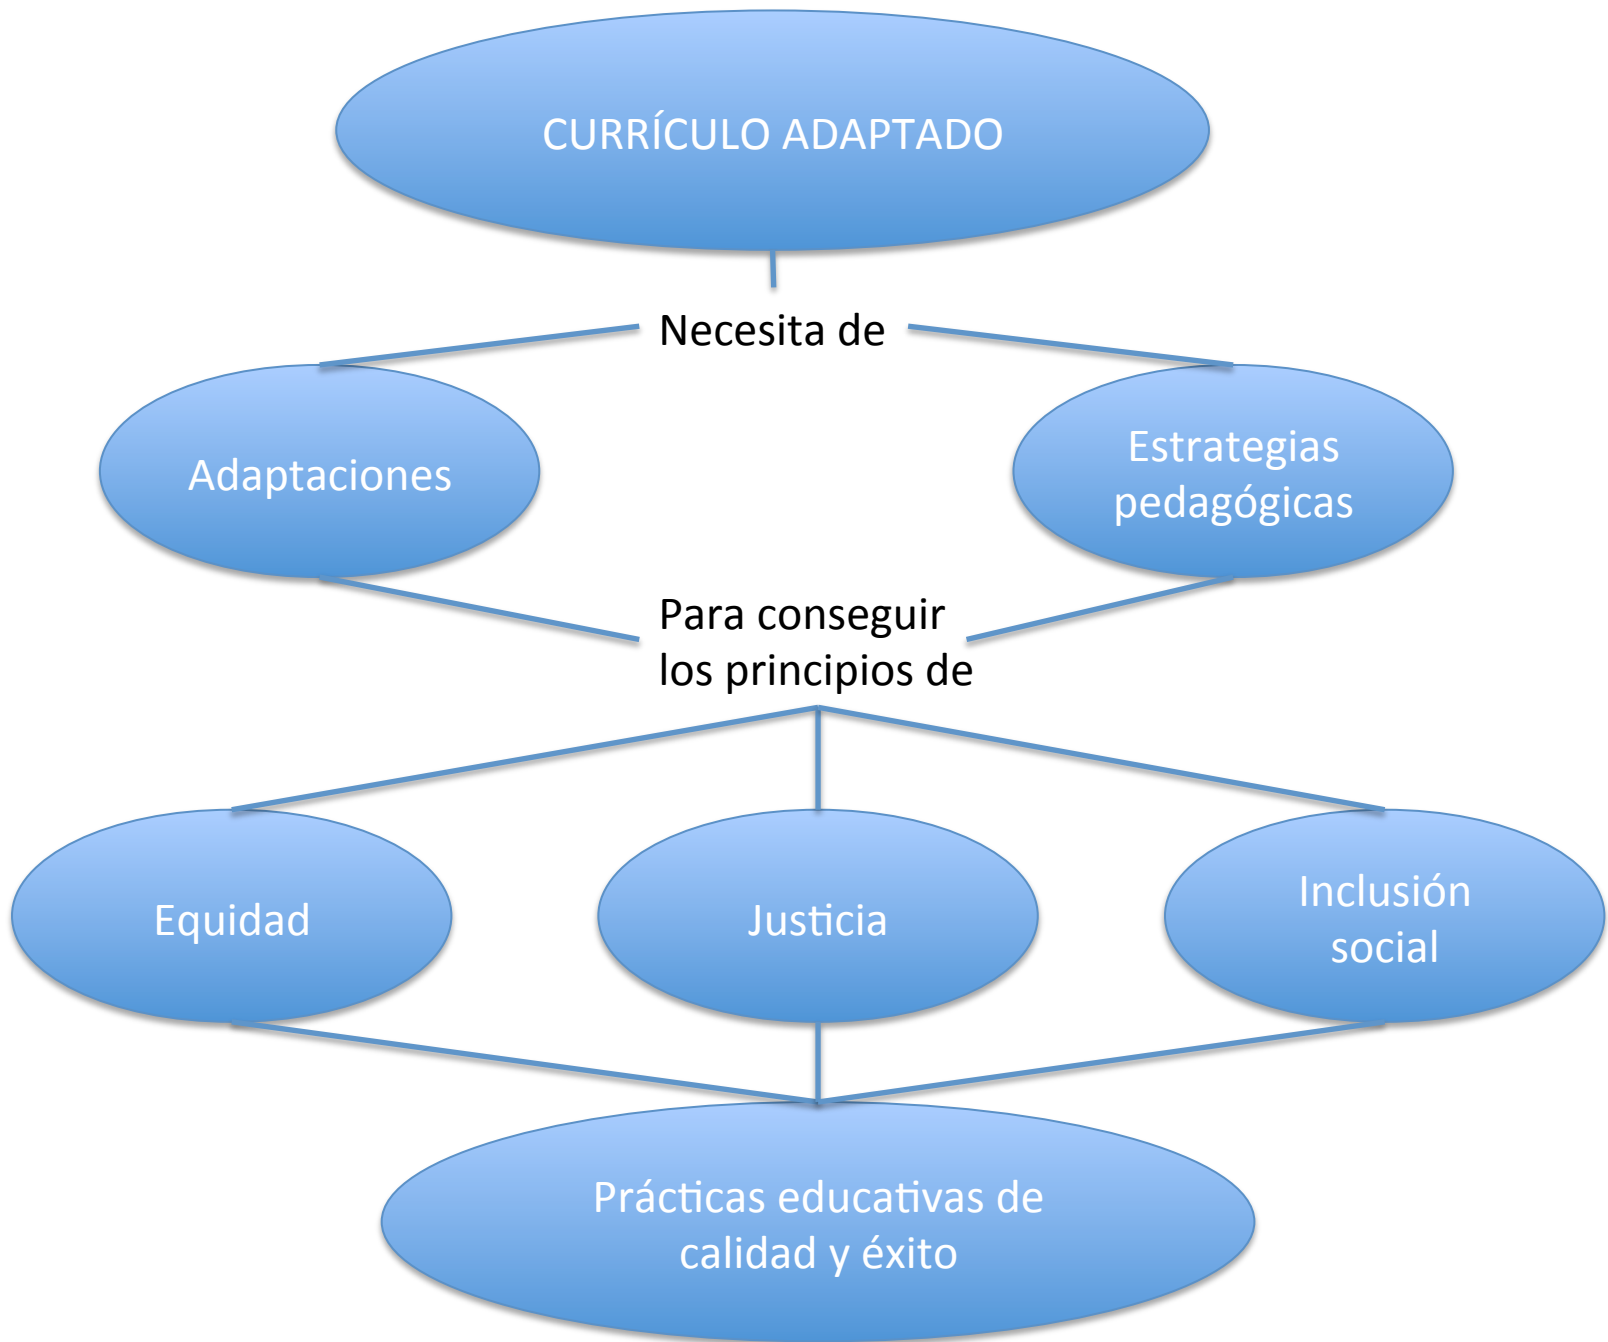 CURRÍCULO ADAPTADO
Necesita de
Adaptaciones
Estrategias
pedagógicas
Para conseguir
los principios de
Equidad
Justicia
Inclusión
social
Prácticas educativas de
calidad y éxito